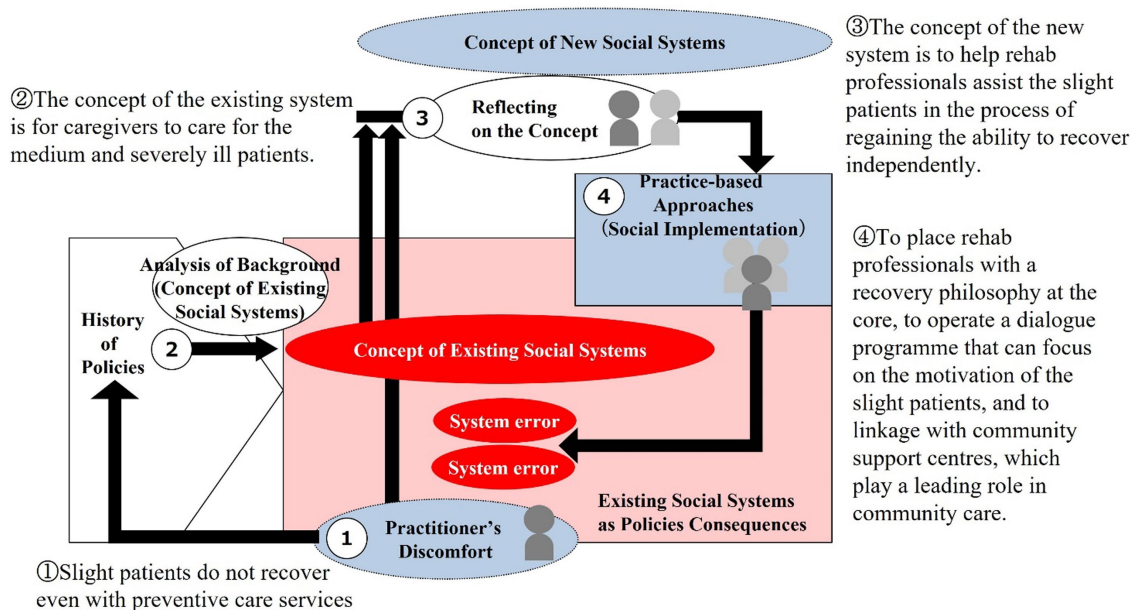 Concept of New Social Systems
③The concept of the new
system is to help rehab
professionals assist the slight
patients in the process of
regaining the ability to recover
independently.
②The concept of the existing system
is for caregivers to care for the
medium and severely ill patients.
3
Reflecting
on the Concept
4
Practice-based
Approaches
(Social Implementation)
④To place rehab
professionals with a
recovery philosophy at the
core, to operate a dialogue
programme that can focus
on the motivation of the
slight patients, and to
linkage with community
support centres, which
play a leading role in
community care.
Analysis of Background
(Concept of Existing
Social Systems)
History
of
Policies
2
Concept of Existing Social Systems
System error
System error
Existing Social Systems
as Policies Consequences
1
Practitioner's
Discomfort
①Slight patients do not recover
even with preventive care services